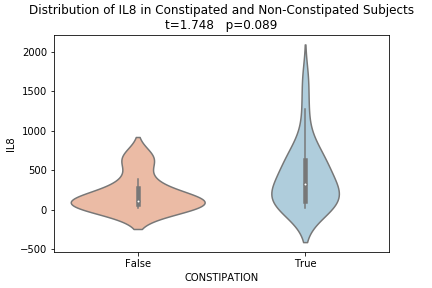 Distribution of IL8 in Constipated and Non-Constipated Subjects
t=1.748   p=0.089
2000
1500
1000
500
0
−500
IL8
False
True
CONSTIPATION